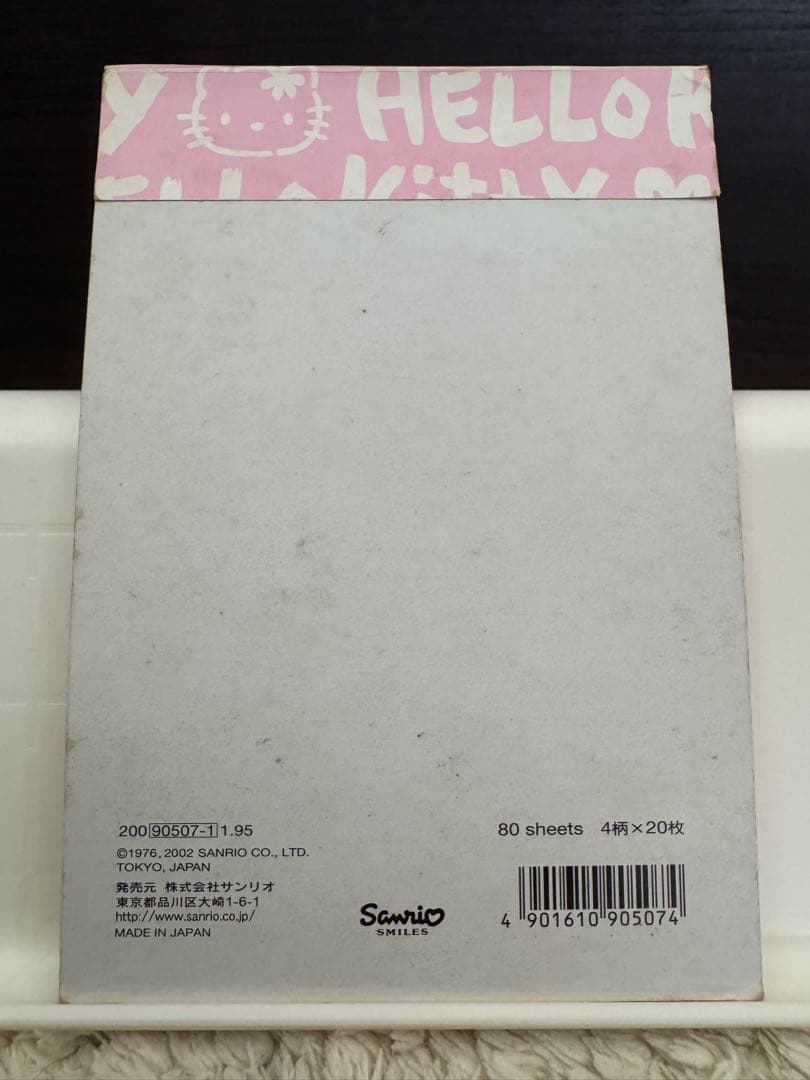 Y HELLO K
ELLo Kitty m
200 90507-1 1.95
©1976, 2002 SANRIO CO., LTD.
TOKYO, JAPAN
発売元 株式会社サンリオ
東京都品川区大崎1-6-1
http://www.sanrio.co.jp/
MADE IN JAPAN
Sanrio
SMILES
80 sheets 4柄×20枚
4 901610 905074